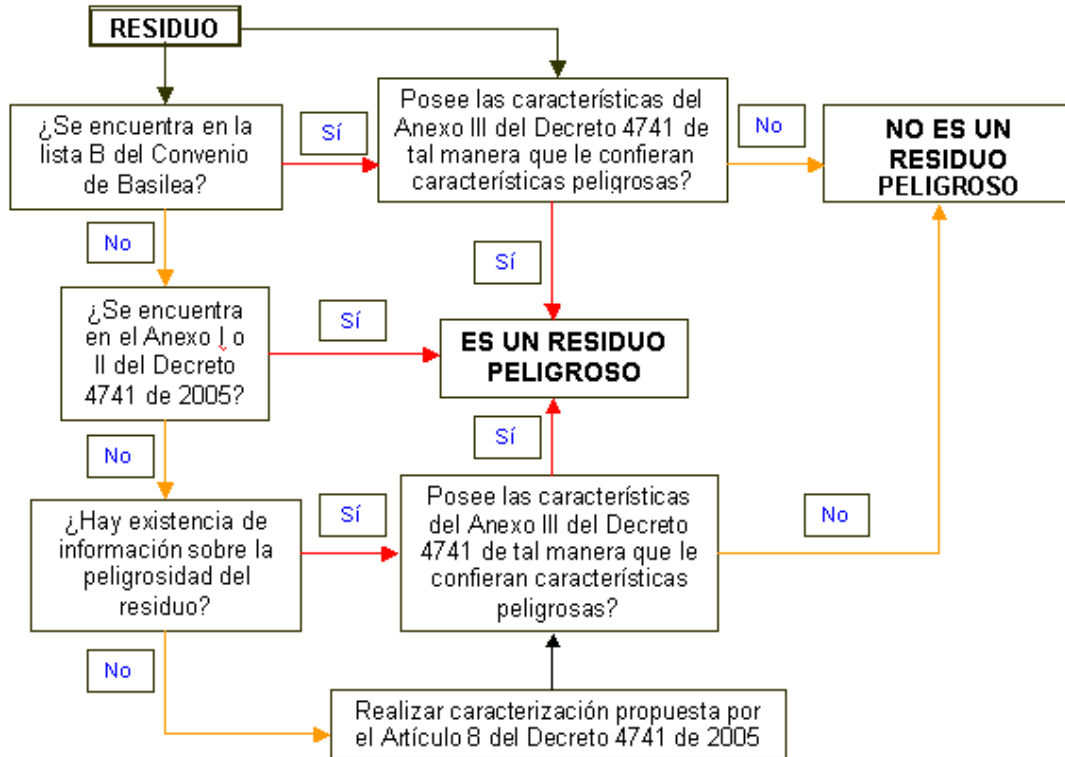 RESIDUO
¿Se encuentra en la
lista B del Convenio
de Basilea?
Sí
Posee las características del
Anexo III del Decreto 4741 de
tal manera que le confieran
características peligrosas?
No
NO ES UN
RESIDUO
PELIGROSO
No
Sí
¿Se encuentra
en el Anexo I o
II del Decreto
4741 de 2005?
Sí
ES UN RESIDUO
PELIGROSO
No
Sí
¿Hay existencia de
información sobre la
peligrosidad del
residuo?
Sí
Posee las características
del Anexo III del Decreto
4741 de tal manera que le
confieran características
peligrosas?
No
No
Realizar caracterización propuesta por
el Artículo 8 del Decreto 4741 de 2005